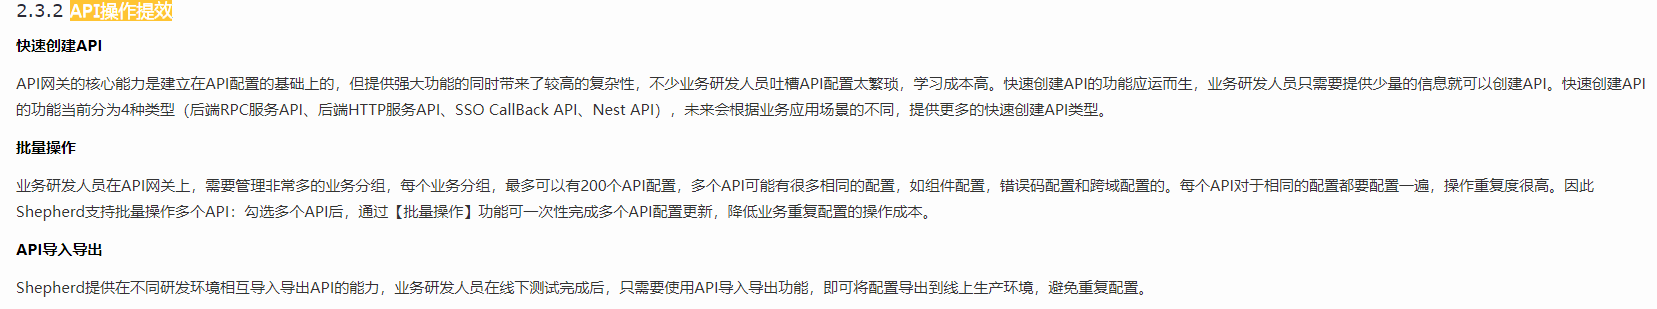 2.3.2 API操作提效
快速创建API
API网关的核心能力是建立在API配置的基础上的，但提供强大功能的同时带来了较高的复杂性，不少业务研发人员吐槽API配置太繁琐，学习成本高。快速创建API的功能应运而生，业务研发人员只需要提供少量的信息就可以创建API。快速创建API
的功能当前分为4种类型（后端RPC服务API、后端HTTP服务API、SSO CallBack API、Nest API），未来会根据业务应用场景的不同，提供更多的快速创建API类型。
批量操作
业务研发人员在API网关上，需要管理非常多的业务分组，每个业务分组，最多可以有200个API配置，多个API可能有很多相同的配置，如组件配置，错误码配置和跨域配置的。每个API对于相同的配置都要配置一遍，操作重复度很高。因此
Shepherd支持批量操作多个API：勾选多个API后，通过【批量操作】功能可一次性完成多个API配置更新，降低业务重复配置的操作成本。
API导入导出
Shepherd提供在不同研发环境相互导入导出API的能力，业务研发人员在线下测试完成后，只需要使用API导入导出功能，即可将配置导出到线上生产环境，避免重复配置。